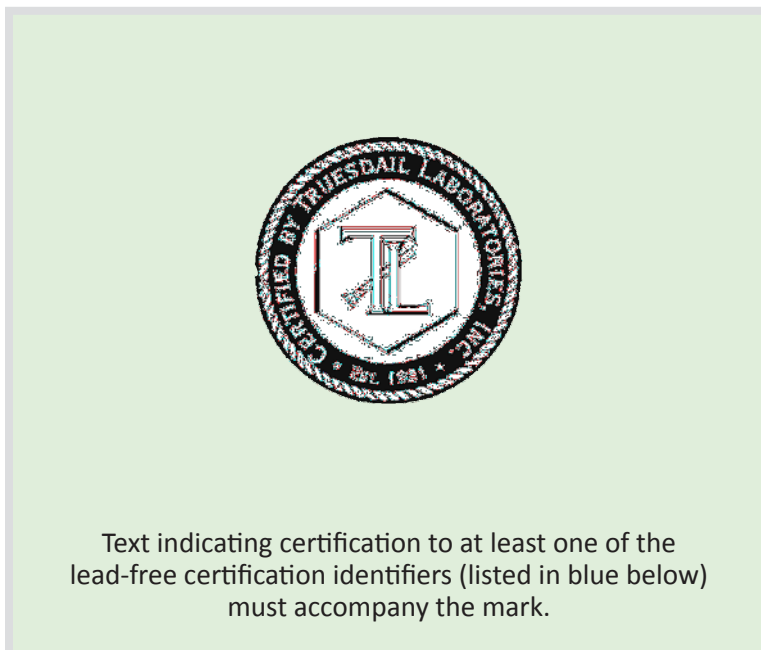 CERTIFIED BY TRUESDAIL LABORATORIES, INC.
TL
EST. 1931
Text indicating certification to at least one of the
lead-free certification identifiers (listed in blue below)
must accompany the mark.